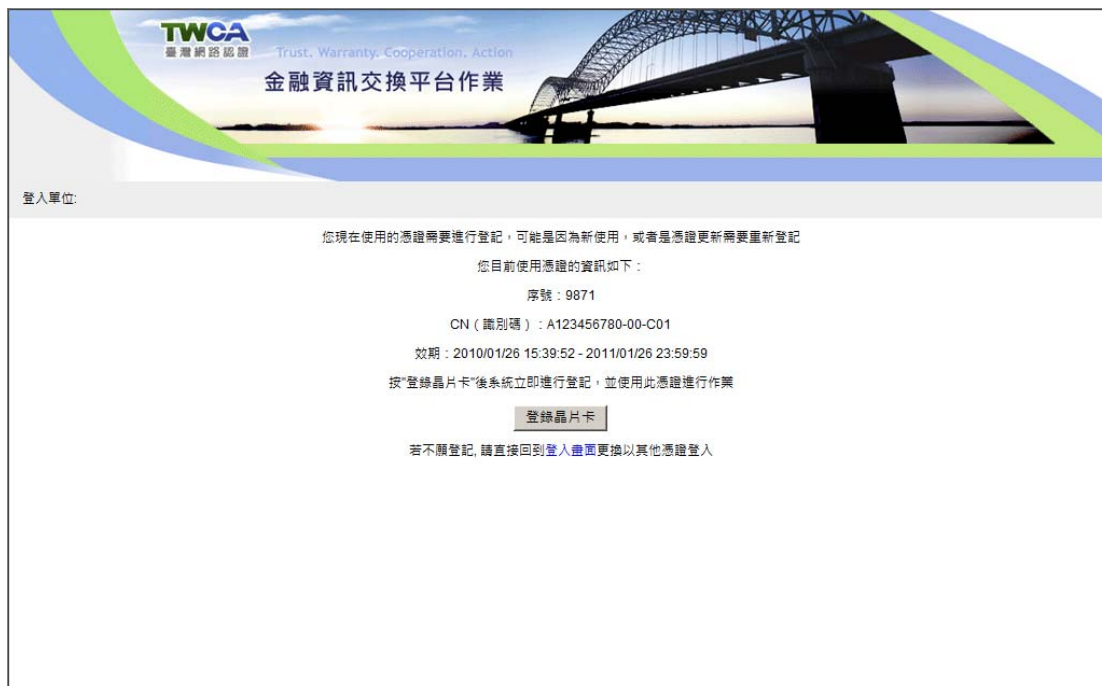 TWCA
臺灣網路認證
Trust. Warranty. Cooperation. Action
金融資訊交換平台作業
登入單位:
您現在使用的憑證需要進行登記，可能是因為新使用，或者是憑證更新需要重新登記
您目前使用憑證的資訊如下：
序號：9871
CN（識別碼）：A123456780-00-C01
效期：2010/01/26 15:39:52 - 2011/01/26 23:59:59
按"登錄晶片卡"後系統立即進行登記，並使用此憑證進行作業
登錄晶片卡
若不願登記, 請直接回到登入畫面更換以其他憑證登入